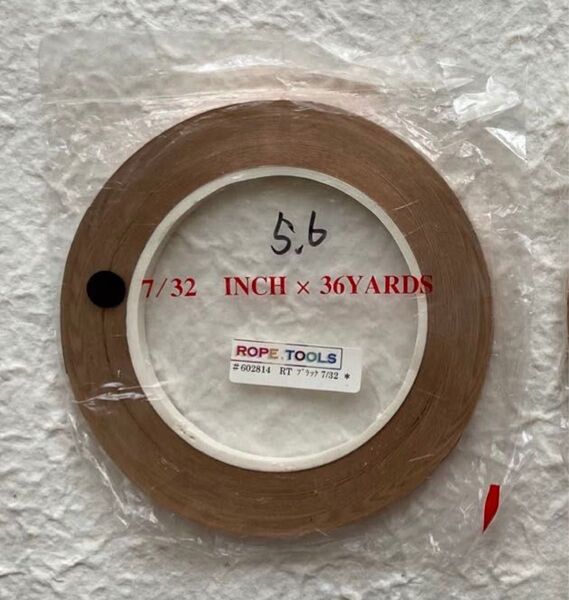 5.6
7/32 INCH × 36YARDS
ROPE.TOOLS
#602814 RT ブラック 7/32 *